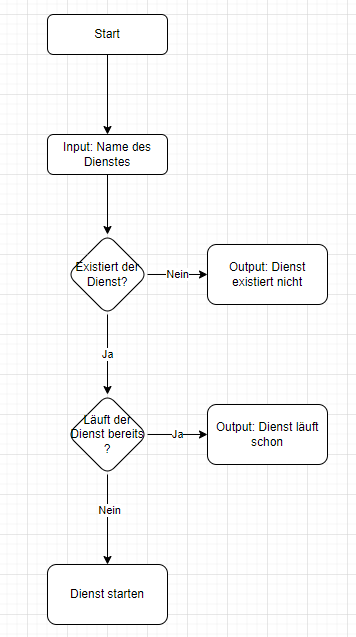 Start
Input: Name des
Dienstes
Existiert der
Dienst?
Nein
Output: Dienst
existiert nicht
Ja
Läuft der
Dienst bereits
?
Ja
Output: Dienst läuft
schon
Nein
Dienst starten